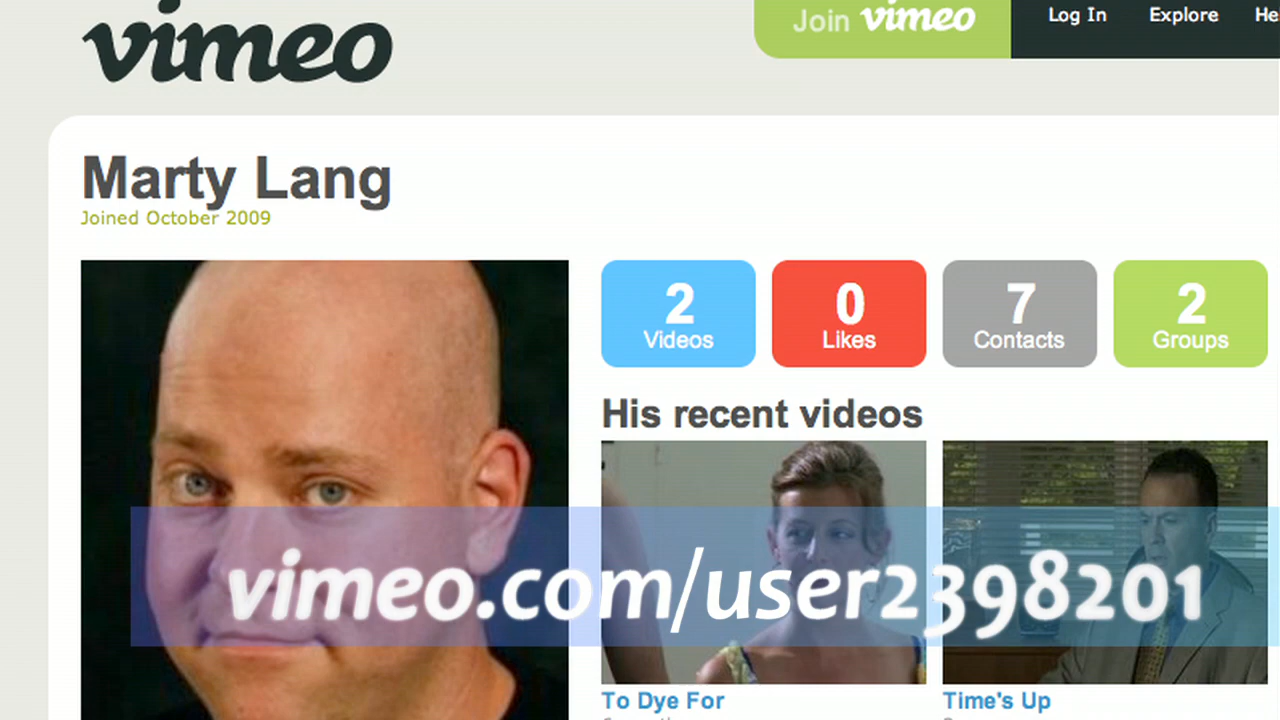 vimeo
Join vimeo
Log In Explore
Marty Lang
Joined October 2009
2 Videos
0 Likes
7 Contacts
2 Groups
His recent videos
vimeo.com/user2398201
To Dye For
Time's Up